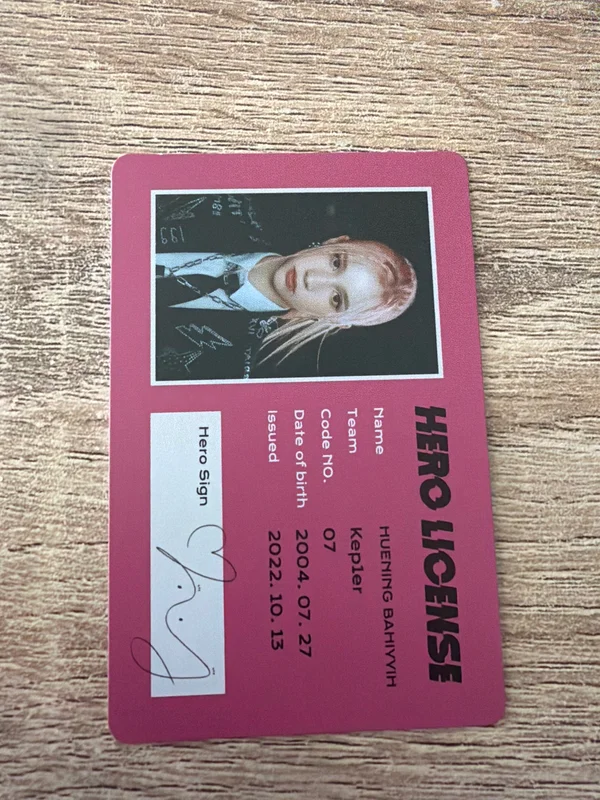 HERO LICENSE
Name HUENING BAHIYYIH
Team Kepler
Code NO. 07
Date of birth 2004. 07. 27
Issued 2022. 10. 13
Hero Sign